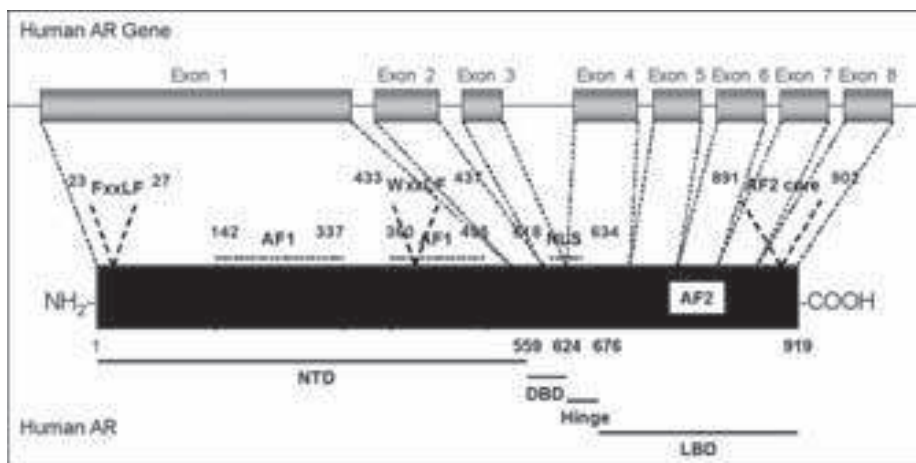 Human AR Gene
Exon 1 Exon 2 Exon 3 Exon 4 Exon 5 Exon 6 Exon 7 Exon 8
23 FxxLF 27 433 WxxLF 437 891 AF2 core 902
142 AF1 337 360 AF1 NLS 634
NH2- AF2 -COOH
1 559 624 676 919
NTD
DBD
Hinge
Human AR
LBD